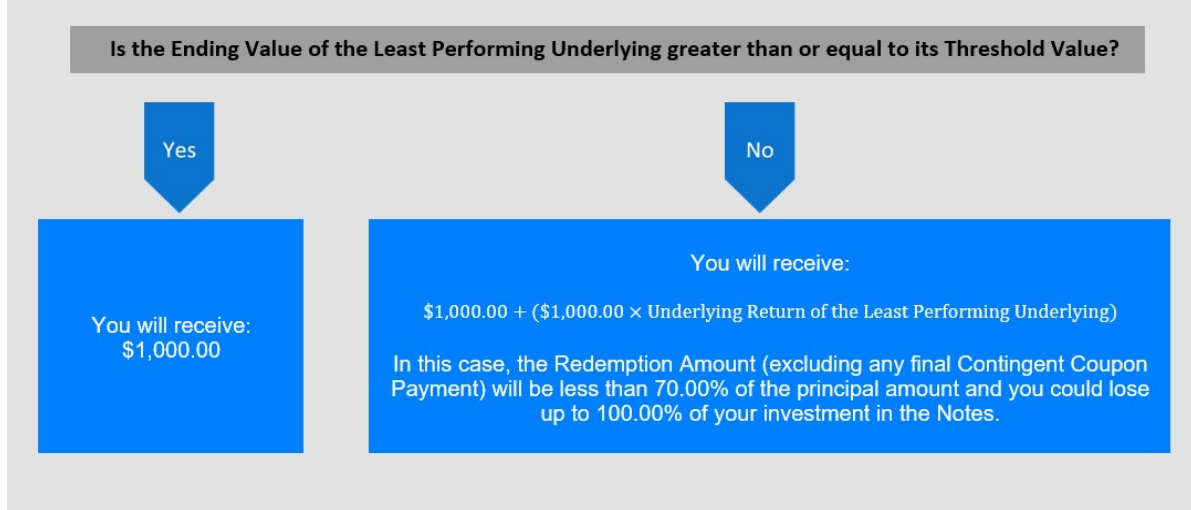 Is the Ending Value of the Least Performing Underlying greater than or equal to its Threshold Value?
Yes
No
You will receive:
$1,000.00
You will receive:
$1,000.00 + ($1,000.00 × Underlying Return of the Least Performing Underlying)
In this case, the Redemption Amount (excluding any final Contingent Coupon
Payment) will be less than 70.00% of the principal amount and you could lose
up to 100.00% of your investment in the Notes.